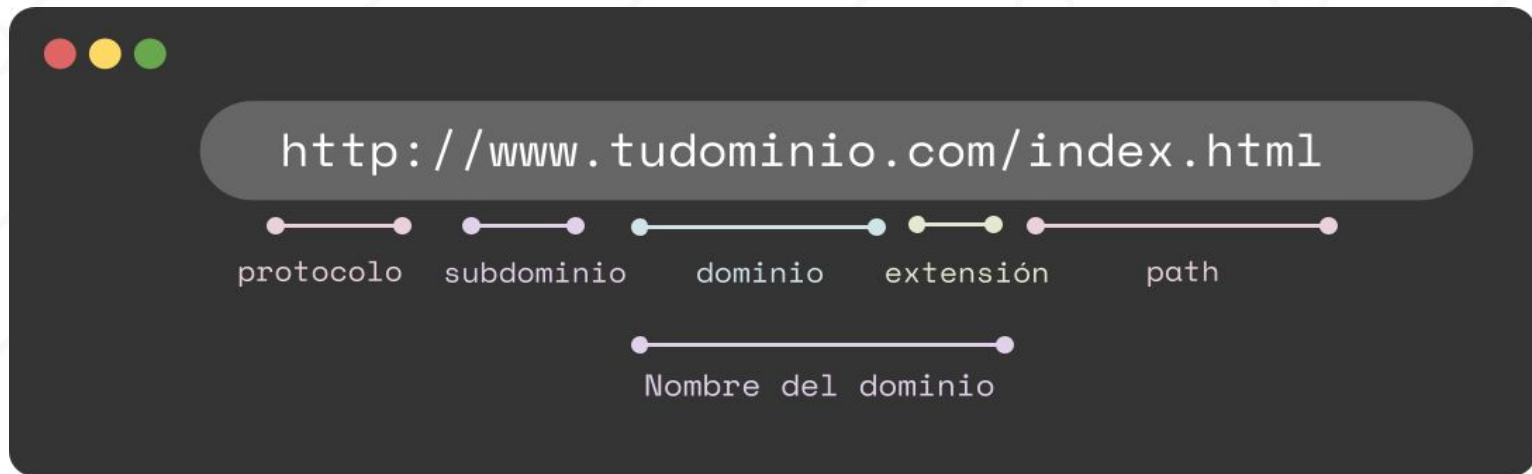 http://www.tudominio.com/index.html
protocolo subdominio dominio extensión path
Nombre del dominio